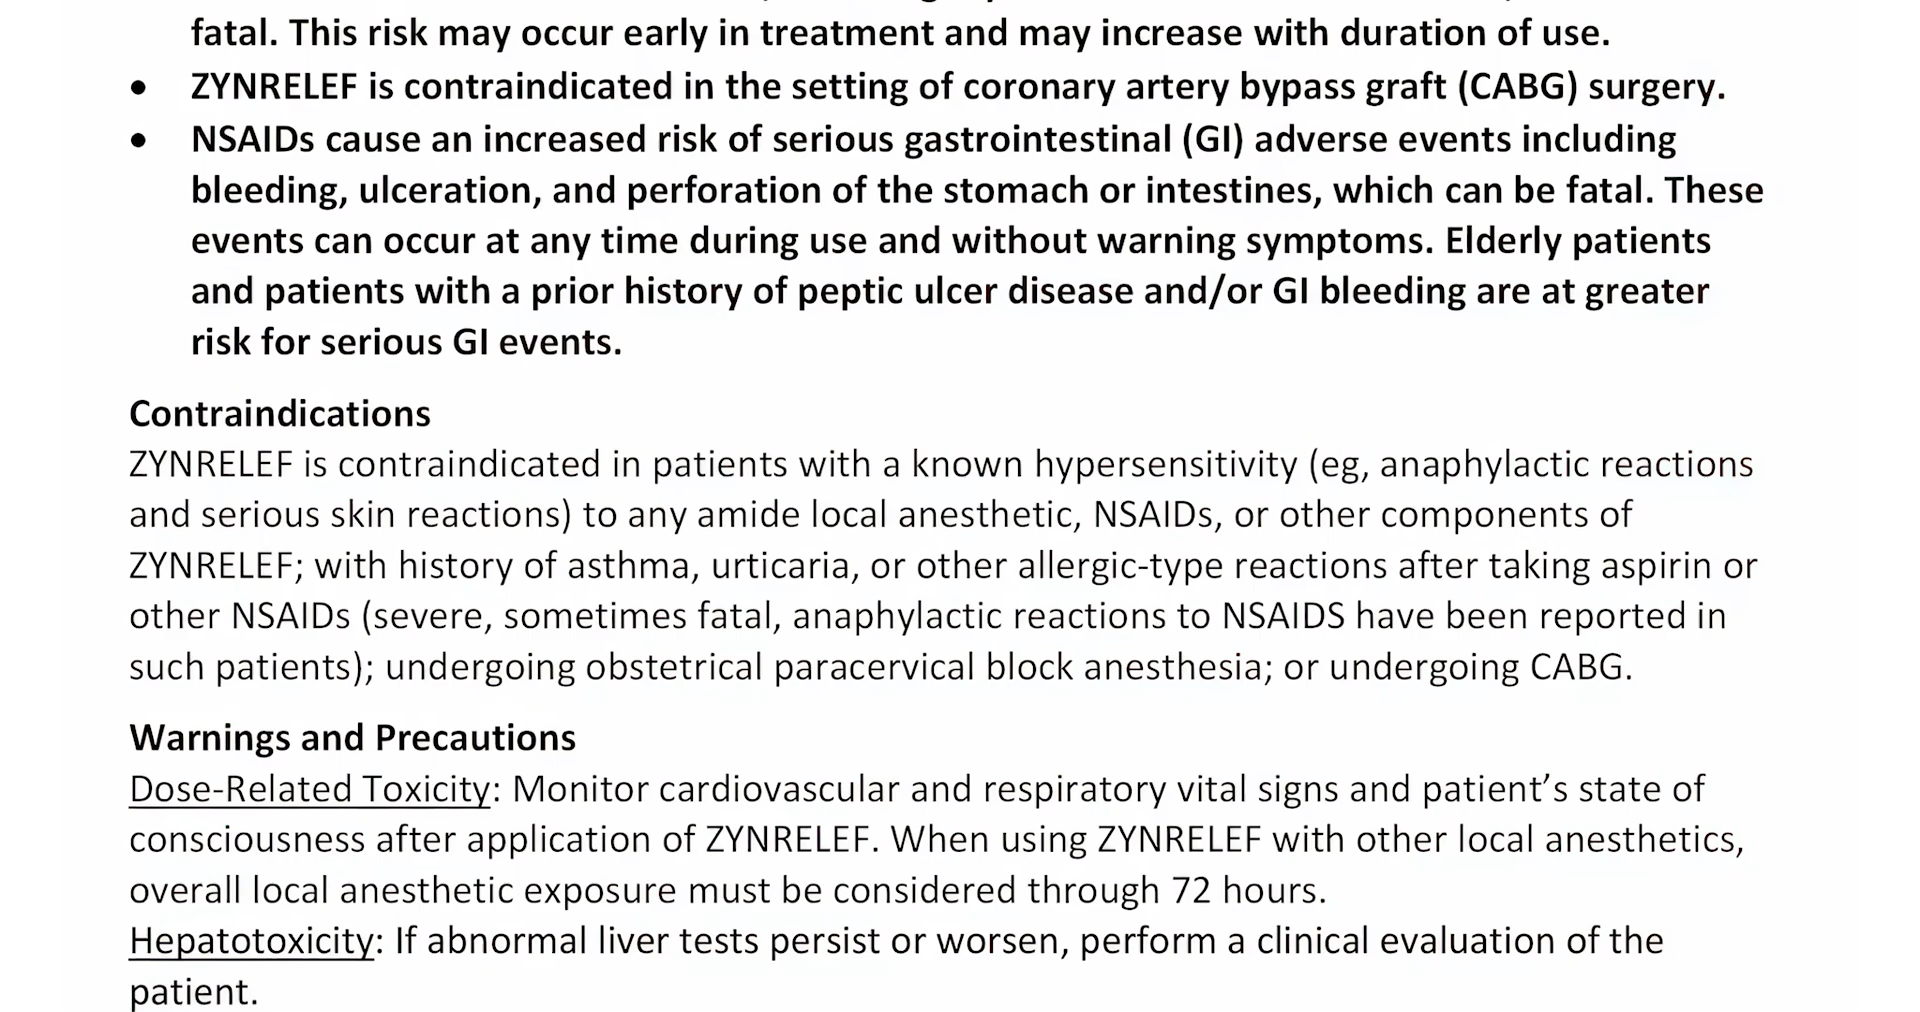 fatal. This risk may occur early in treatment and may increase with duration of use.
• ZYNRELEF is contraindicated in the setting of coronary artery bypass graft (CABG) surgery.
• NSAIDs cause an increased risk of serious gastrointestinal (GI) adverse events including
bleeding, ulceration, and perforation of the stomach or intestines, which can be fatal. These
events can occur at any time during use and without warning symptoms. Elderly patients
and patients with a prior history of peptic ulcer disease and/or GI bleeding are at greater
risk for serious GI events.
Contraindications
ZYNRELEF is contraindicated in patients with a known hypersensitivity (eg, anaphylactic reactions
and serious skin reactions) to any amide local anesthetic, NSAIDs, or other components of
ZYNRELEF; with history of asthma, urticaria, or other allergic-type reactions after taking aspirin or
other NSAIDs (severe, sometimes fatal, anaphylactic reactions to NSAIDS have been reported in
such patients); undergoing obstetrical paracervical block anesthesia; or undergoing CABG.
Warnings and Precautions
Dose-Related Toxicity: Monitor cardiovascular and respiratory vital signs and patient’s state of
consciousness after application of ZYNRELEF. When using ZYNRELEF with other local anesthetics,
overall local anesthetic exposure must be considered through 72 hours.
Hepatotoxicity: If abnormal liver tests persist or worsen, perform a clinical evaluation of the
patient.